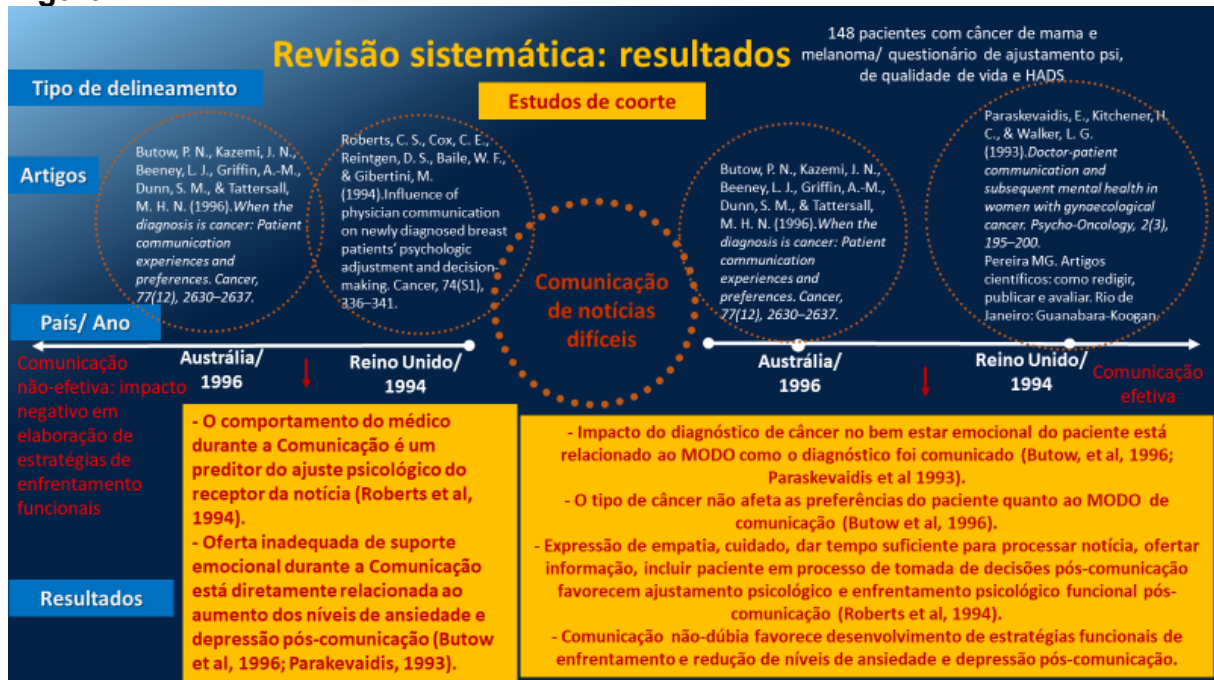 Revisão sistemática: resultados
148 pacientes com câncer de mama e
melanoma/ questionário de ajustamento psi,
de qualidade de vida e HADS
Tipo de delineamento
Estudos de coorte
Artigos
Butow, P. N., Kazemi, J. N.,
Beeney, L. J., Griffin, A.-M.,
Dunn, S. M., & Tattersall,
M. H. N. (1996).When the
diagnosis is cancer: Patient
communication
experiences and
preferences. Cancer,
77(12), 2630–2637.
Roberts, C. S., Cox, C. E.,
Reintgen, D. S., Baile, W. F.,
& Gibertini, M.
(1994).Influence of
physician communication
on newly diagnosed breast
patients' psychologic
adjustment and decision-
making. Cancer, 74(S1),
336–341.
Comunicação
de notícias
difíceis
Butow, P. N., Kazemi, J. N.,
Beeney, L. J., Griffin, A.-M.,
Dunn, S. M., & Tattersall,
M. H. N. (1996).When the
diagnosis is cancer: Patient
communication
experiences and
preferences. Cancer,
77(12), 2630–2637.
Paraskevaidis, E., Kitchener, H.
C., & Walker, L. G.
(1993).Doctor-patient
communication and
subsequent mental health in
women with gynaecological
cancer. Psycho-Oncology, 2(3),
195–200.
Pereira MG. Artigos
científicos: como redigir,
publicar e avaliar. Rio de
Janeiro: Guanabara-Koogan.
País/ Ano
Austrália/
1996
Reino Unido/
1994
Austrália/
1996
Reino Unido/
1994
Comunicação
não-efetiva: impacto
negativo em
elaboração de
estratégias de
enfrentamento
funcionais
Comunicação
efetiva
Resultados
- O comportamento do médico
durante a Comunicação é um
preditor do ajuste psicológico do
receptor da notícia (Roberts et al,
1994).
- Oferta inadequada de suporte
emocional durante a Comunicação
está diretamente relacionada ao
aumento dos níveis de ansiedade e
depressão pós-comunicação (Butow
et al, 1996; Parakevaidis, 1993).
- Impacto do diagnóstico de câncer no bem estar emocional do paciente está
relacionado ao MODO como o diagnóstico foi comunicado (Butow, et al, 1996;
Paraskevaidis et al 1993).
- O tipo de câncer não afeta as preferências do paciente quanto ao MODO de
comunicação (Butow et al, 1996).
- Expressão de empatia, cuidado, dar tempo suficiente para processar notícia, ofertar
informação, incluir paciente em processo de tomada de decisões pós-comunicação
favorecem ajustamento psicológico e enfrentamento psicológico funcional pós-
comunicação (Roberts et al, 1994).
- Comunicação não-dúbia favorece desenvolvimento de estratégias funcionais de
enfrentamento e redução de níveis de ansiedade e depressão pós-comunicação.